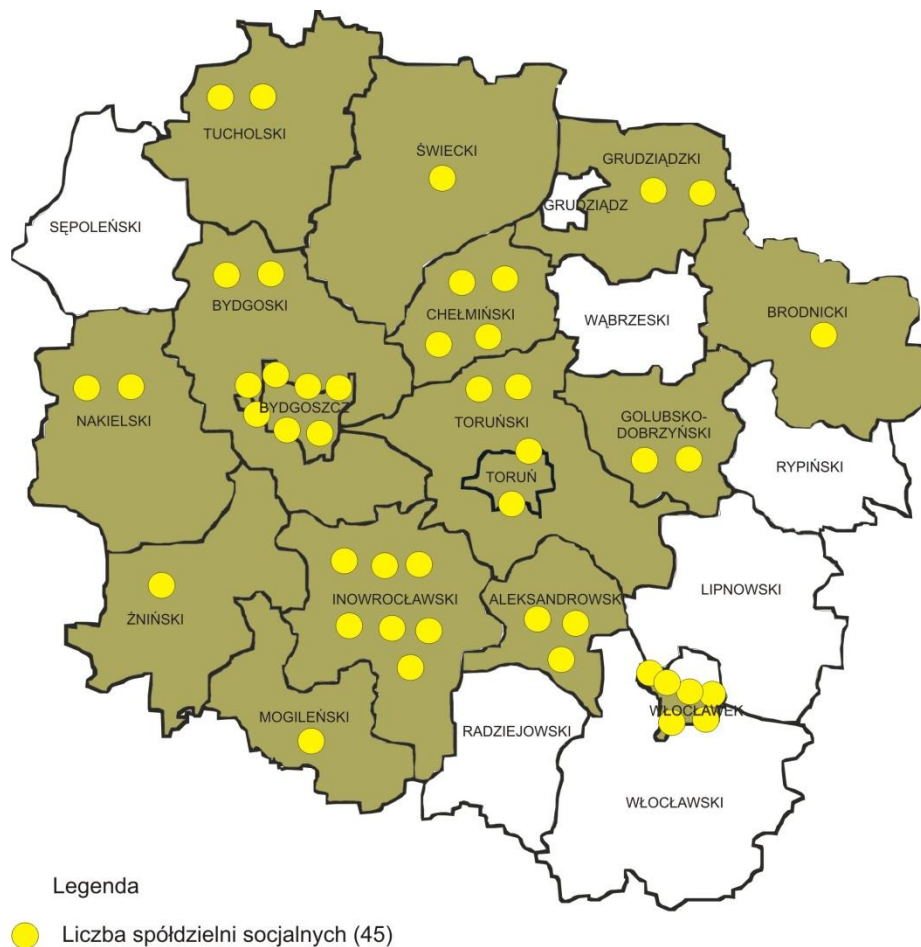 TUCHOLSKI
ŚWIECKI
GRUDZIĄDZKI
GRUDZIĄDZ
SĘPOLEŃSKI
BYDGOSKI
CHEŁMIŃSKI
WĄBRZESKI
BRODNICKI
NAKIELSKI
BYDGOSZCZ
TORUŃSKI
GOLUBSKO-
DOBRZYŃSKI
RYPIŃSKI
TORUŃ
LIPNOWSKI
ŻNIŃSKI
INOWROCŁAWSKI
ALEKSANDROWSK
WŁOCŁAWEK
MOGILEŃSKI
RADZIEJOWSKI
WŁOCŁAWSKI
Legenda
Liczba spółdzielni socjalnych (45)